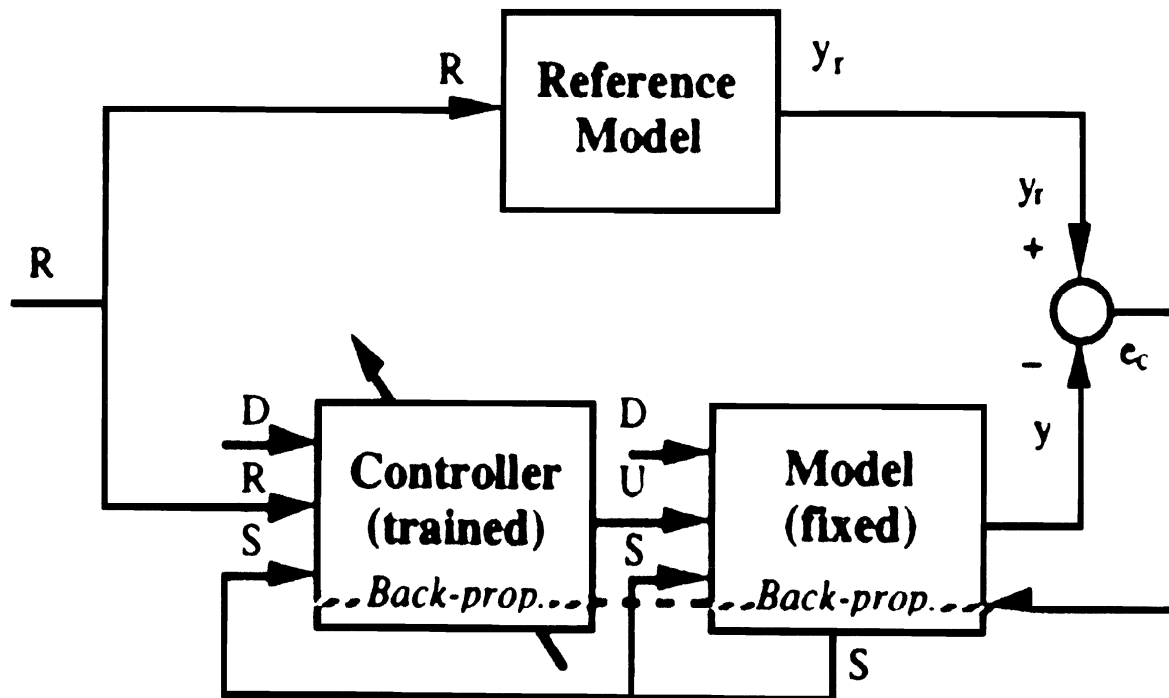 R
Reference
Model
y_r
y_r
+
R
-
e_c
y
D
R
S
Controller
(trained)
Back-prop.
D
U
S
Model
(fixed)
Back-prop.
S